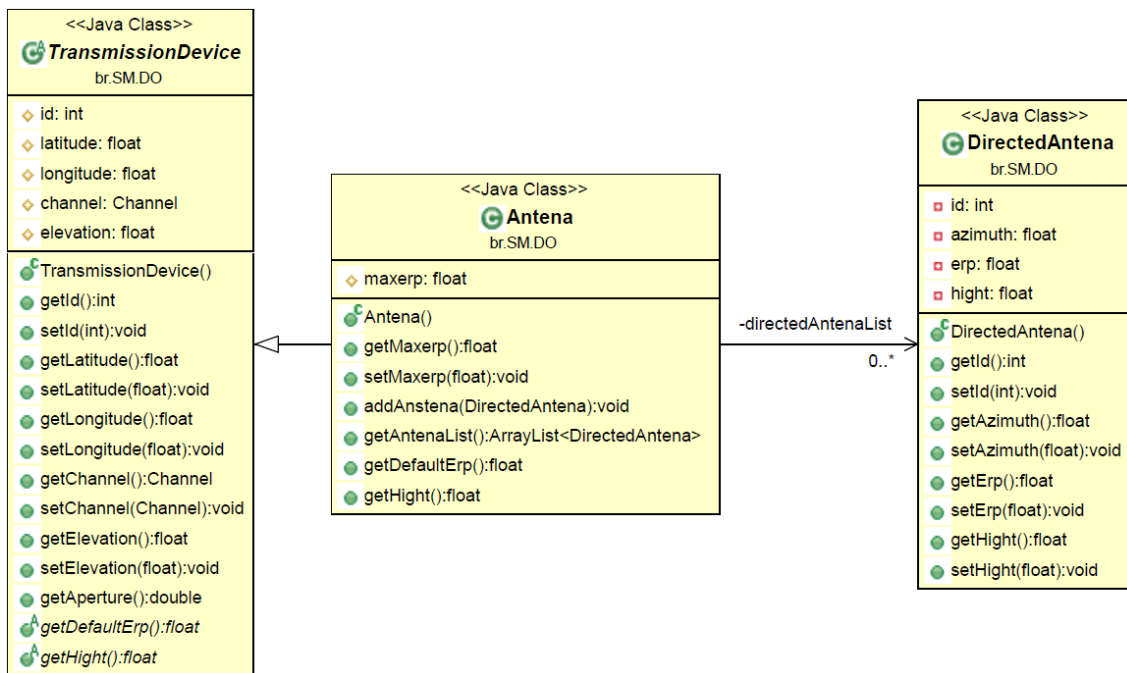 <<Java Class>>
TransmissionDevice
br.SM.DO
id: int
latitude: float
longitude: float
channel: Channel
elevation: float
TransmissionDevice()
getId():int
setId(int):void
getLatitude():float
setLatitude(float):void
getLongitude():float
setLongitude(float):void
getChannel():Channel
setChannel(Channel):void
getElevation():float
setElevation(float):void
getAperture():double
getDefaultErp():float
getHight():float
<<Java Class>>
Antena
br.SM.DO
maxerp: float
Antena()
getMaxerp():float
setMaxerp(float):void
addAnstena(DirectedAntena):void
getAntenaList():ArrayList<DirectedAntena>
getDefaultErp():float
getHight():float
-directedAntenaList
0..*
<<Java Class>>
DirectedAntena
br.SM.DO
id: int
azimuth: float
erp: float
hight: float
DirectedAntena()
getId():int
setId(int):void
getAzimuth():float
setAzimuth(float):void
getErp():float
setErp(float):void
getHight():float
setHight(float):void